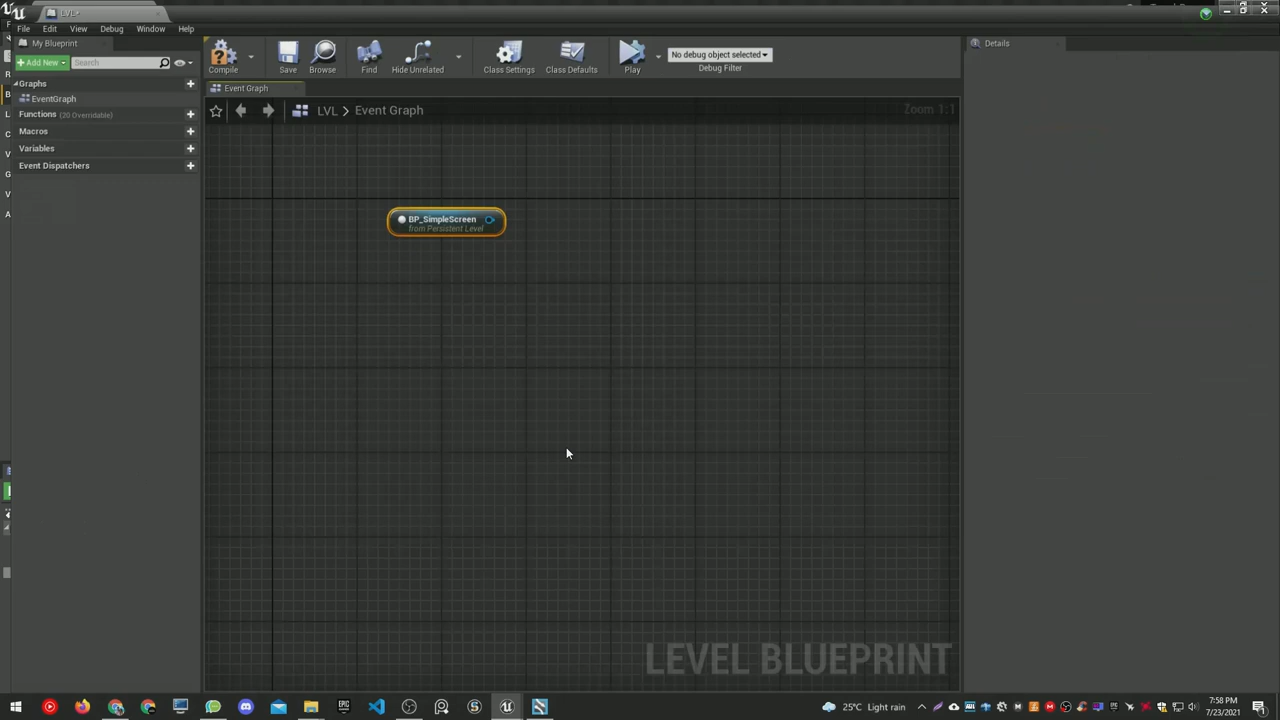 LVL*
File Edit View Debug Window Help
My Blueprint
Details
+ Add New Search
Compile Save Browse Find Hide Unrelated Class Settings Class Defaults Play
No debug object selected
Debug Filter
Graphs
EventGraph
Functions (20 Overridable)
Macros
Variables
Event Dispatchers
Event Graph
LVL > Event Graph
Zoom 1:1
BP_SimpleScreen
from Persistent Level
LEVEL BLUEPRINT
EPIC
25°C Light rain
7:58 PM
7/23/2021